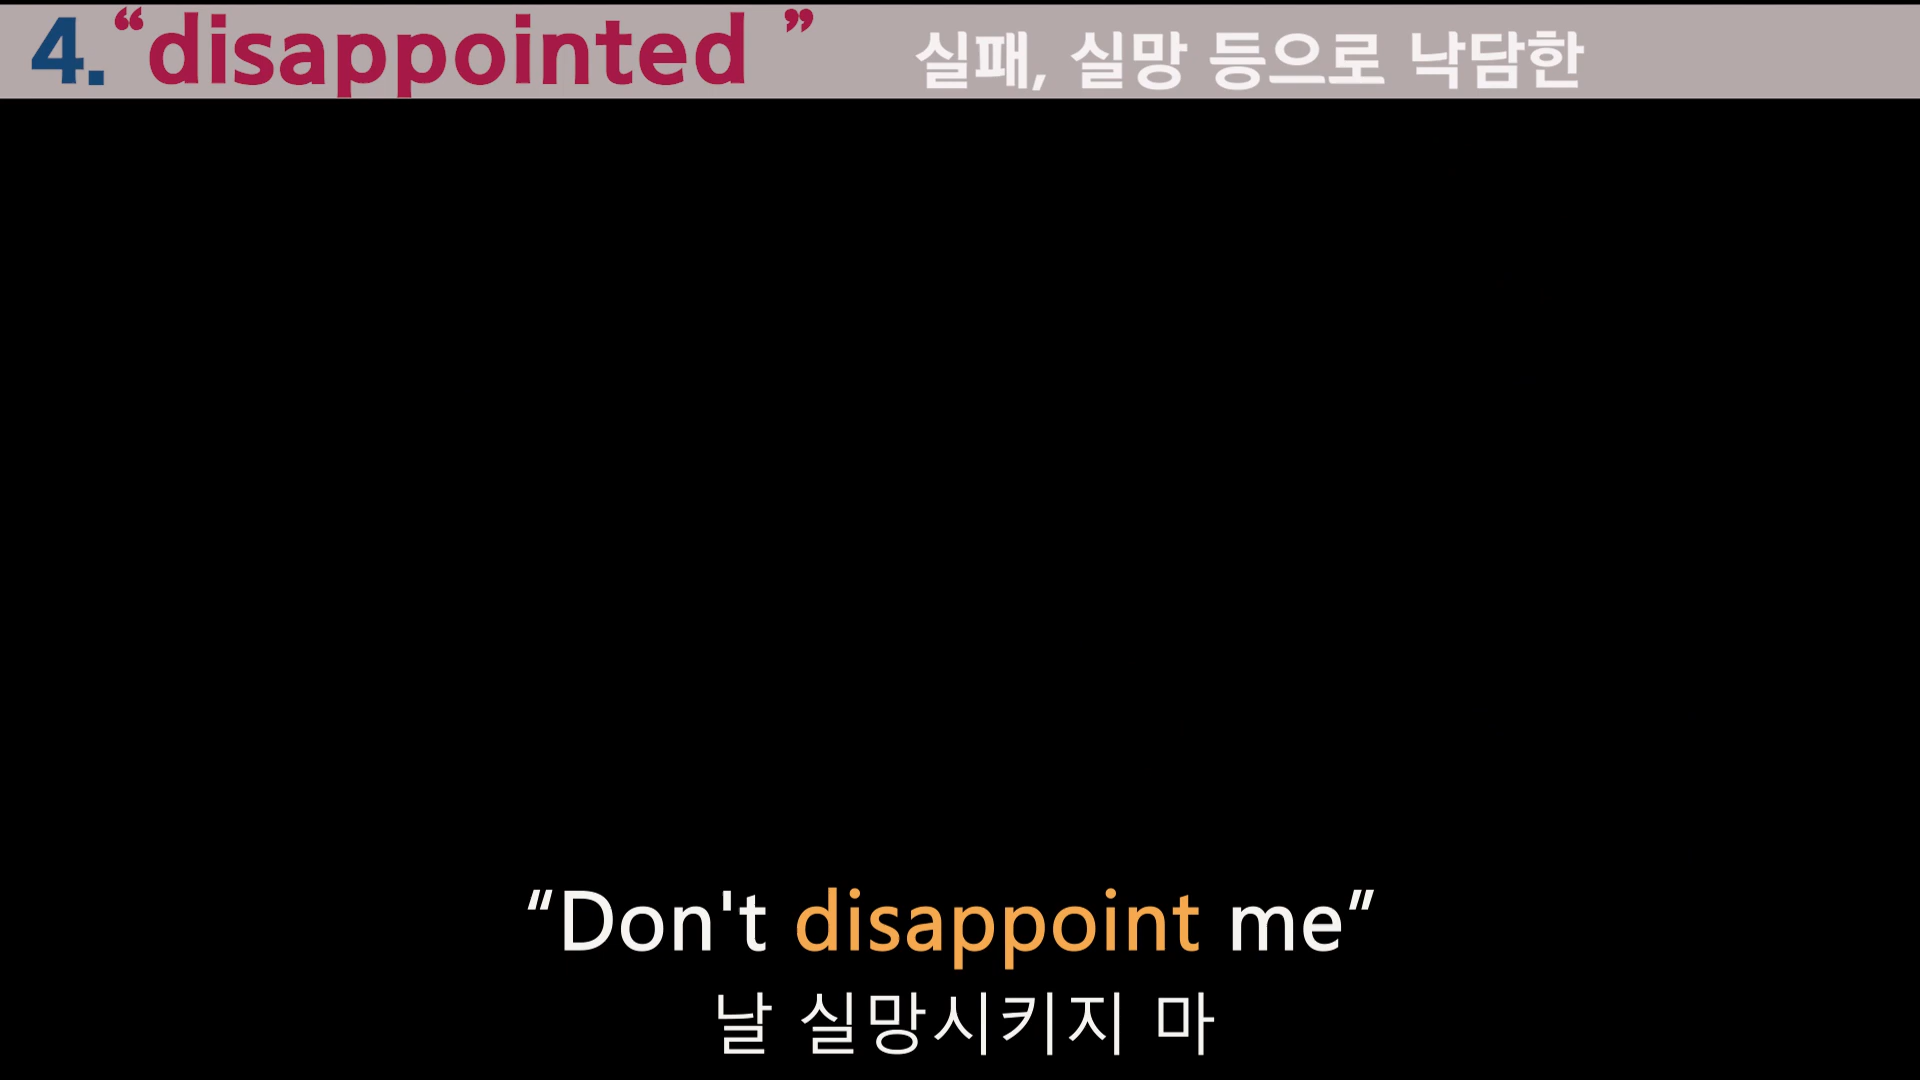 4. “disappointed ” 실패, 실망 등으로 낙담한
“Don't disappoint me”
날 실망시키지 마